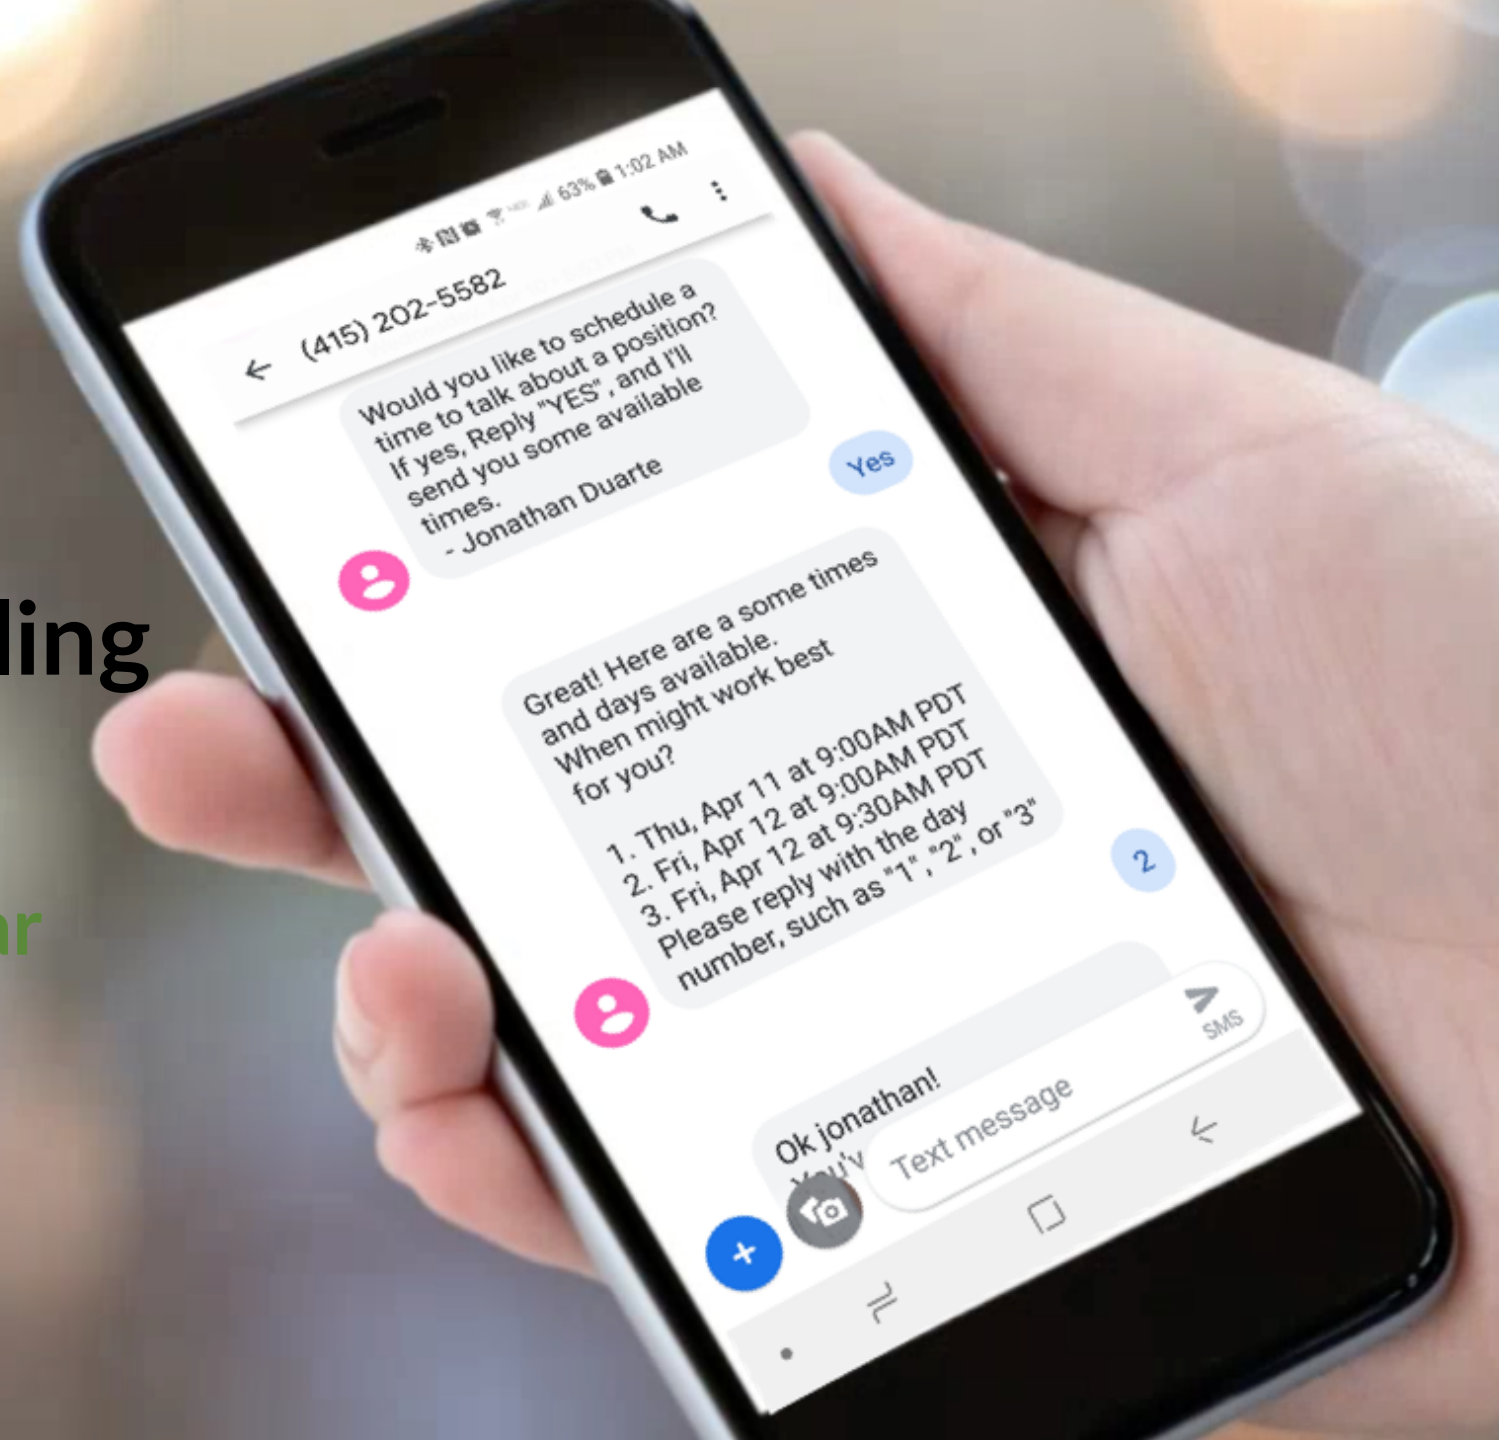 63% 1:02 AM
(415) 202-5582
Would you like to schedule a
time to talk about a position?
If yes, Reply "YES", and I'll
send you some available
times.
- Jonathan Duarte
Yes
Great! Here are a some times
and days available.
When might work best
for you?
1. Thu, Apr 11 at 9:00AM PDT
2. Fri, Apr 12 at 9:00AM PDT
3. Fri, Apr 12 at 9:30AM PDT
Please reply with the day
number, such as "1", "2", or "3"
2
Ok jonathan!
You'v
Text message
SMS
ling
ar